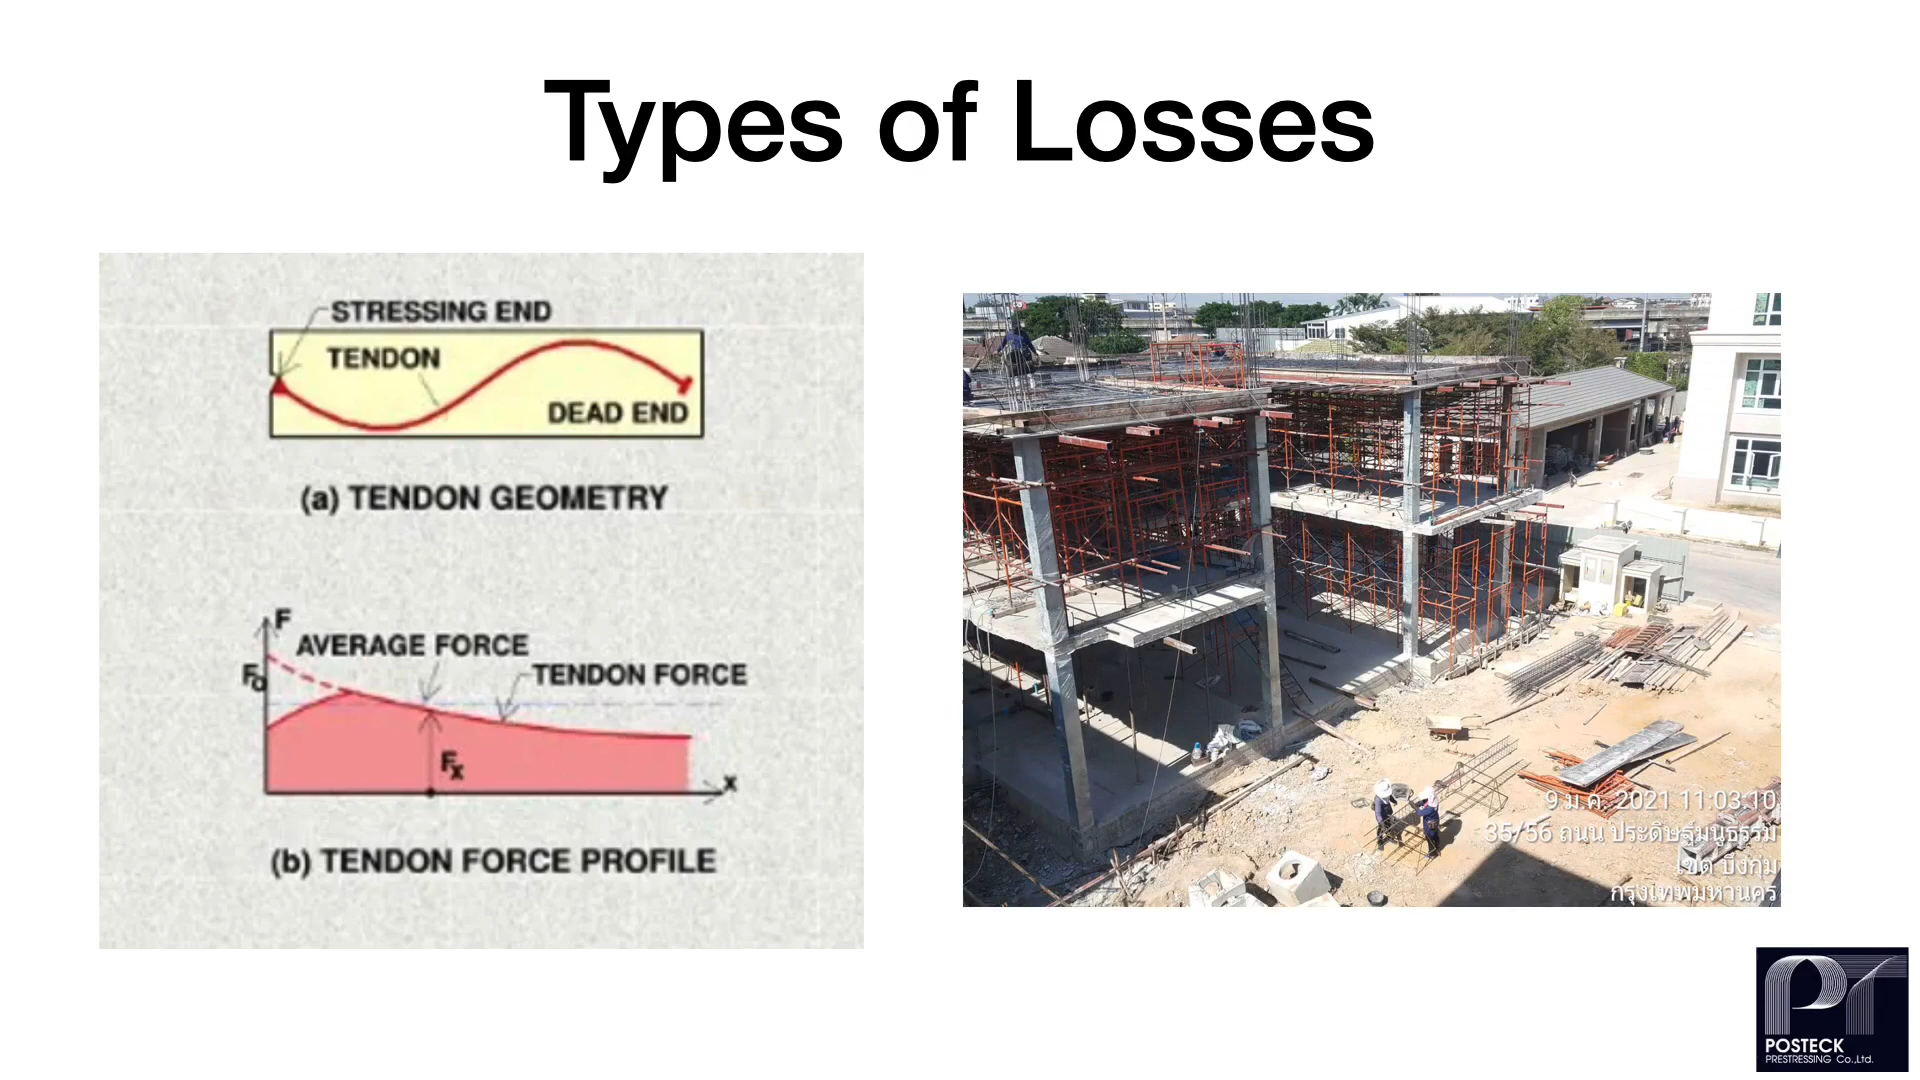 Types of Losses
STRESSING END
TENDON
DEAD END
(a) TENDON GEOMETRY
F
AVERAGE FORCE
F₀
TENDON FORCE
Fx
x
(b) TENDON FORCE PROFILE
9 ม.ค. 2021 11:03:10
35/56 ถนน ประดิษฐ์มนูธรรม
เขต บึงกุ่ม
กรุงเทพมหานคร
POSTECK
PRESTRESSING Co.,Ltd.